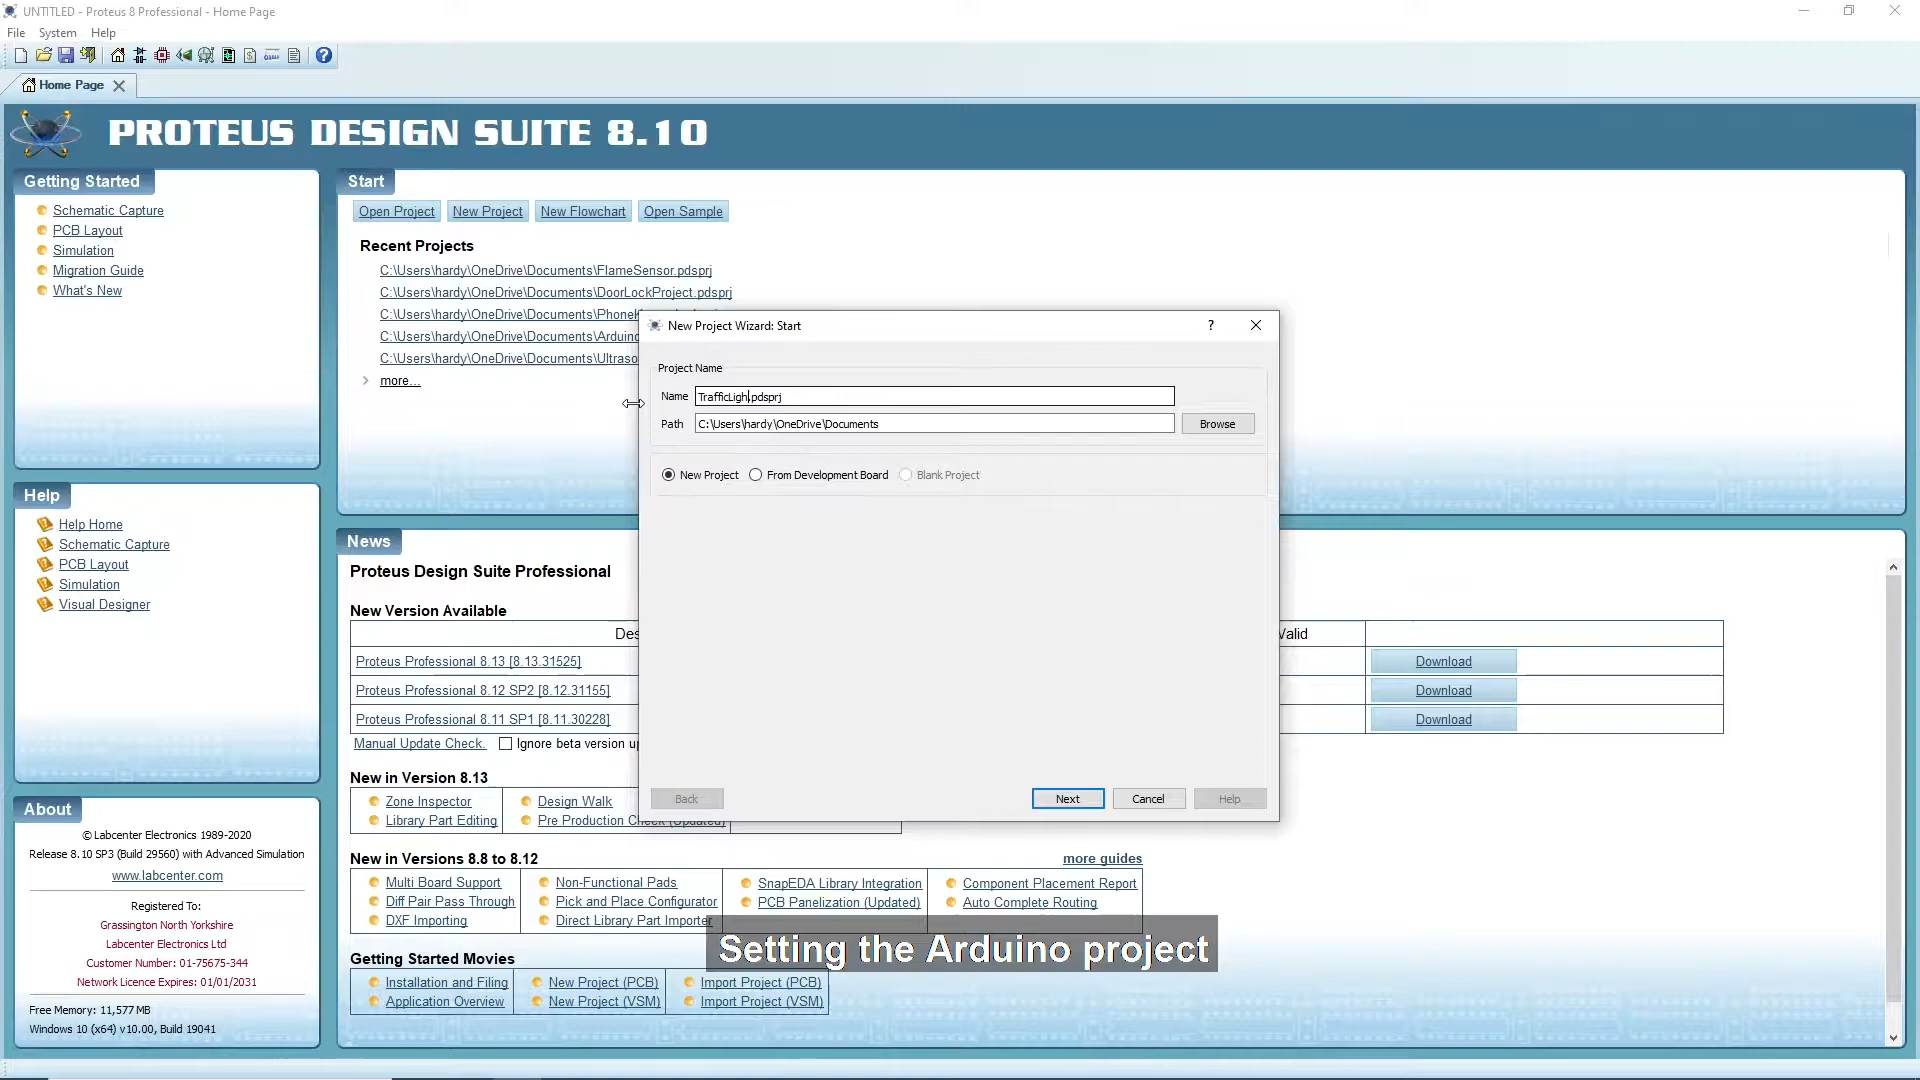 UNTITLED - Proteus 8 Professional - Home Page
File System Help
Home Page
PROTEUS DESIGN SUITE 8.10
Getting Started
Schematic Capture
PCB Layout
Simulation
Migration Guide
What's New
Start
Open Project New Project New Flowchart Open Sample
Recent Projects
C:\Users\hardy\OneDrive\Documents\FlameSensor.pdsprj
C:\Users\hardy\OneDrive\Documents\DoorLockProject.pdsprj
C:\Users\hardy\OneDrive\Documents\Phone
C:\Users\hardy\OneDrive\Documents\Arduino
C:\Users\hardy\OneDrive\Documents\Ultraso
more...
New Project Wizard: Start
Project Name
Name TrafficLigh.pdsprj
Path C:\Users\hardy\OneDrive\Documents Browse
New Project From Development Board Blank Project
Back Next Cancel Help
Help
Help Home
Schematic Capture
PCB Layout
Simulation
Visual Designer
News
Proteus Design Suite Professional
New Version Available
Des Valid
Proteus Professional 8.13 [8.13.31525] Download
Proteus Professional 8.12 SP2 [8.12.31155] Download
Proteus Professional 8.11 SP1 [8.11.30228] Download
Manual Update Check. Ignore beta version up
New in Version 8.13
Zone Inspector Design Walk
Library Part Editing Pre Production Check (Updated)
New in Versions 8.8 to 8.12 more guides
Multi Board Support Non-Functional Pads SnapEDA Library Integration Component Placement Report
Diff Pair Pass Through Pick and Place Configurator PCB Panelization (Updated) Auto Complete Routing
DXF Importing Direct Library Part Importer
Setting the Arduino project
Getting Started Movies
Installation and Filing New Project (PCB) Import Project (PCB)
Application Overview New Project (VSM) Import Project (VSM)
About
© Labcenter Electronics 1989-2020
Release 8.10 SP3 (Build 29560) with Advanced Simulation
www.labcenter.com
Registered To:
Grassington North Yorkshire
Labcenter Electronics Ltd
Customer Number: 01-75675-344
Network Licence Expires: 01/01/2031
Free Memory: 11,577 MB
Windows 10 (x64) v10.00, Build 19041